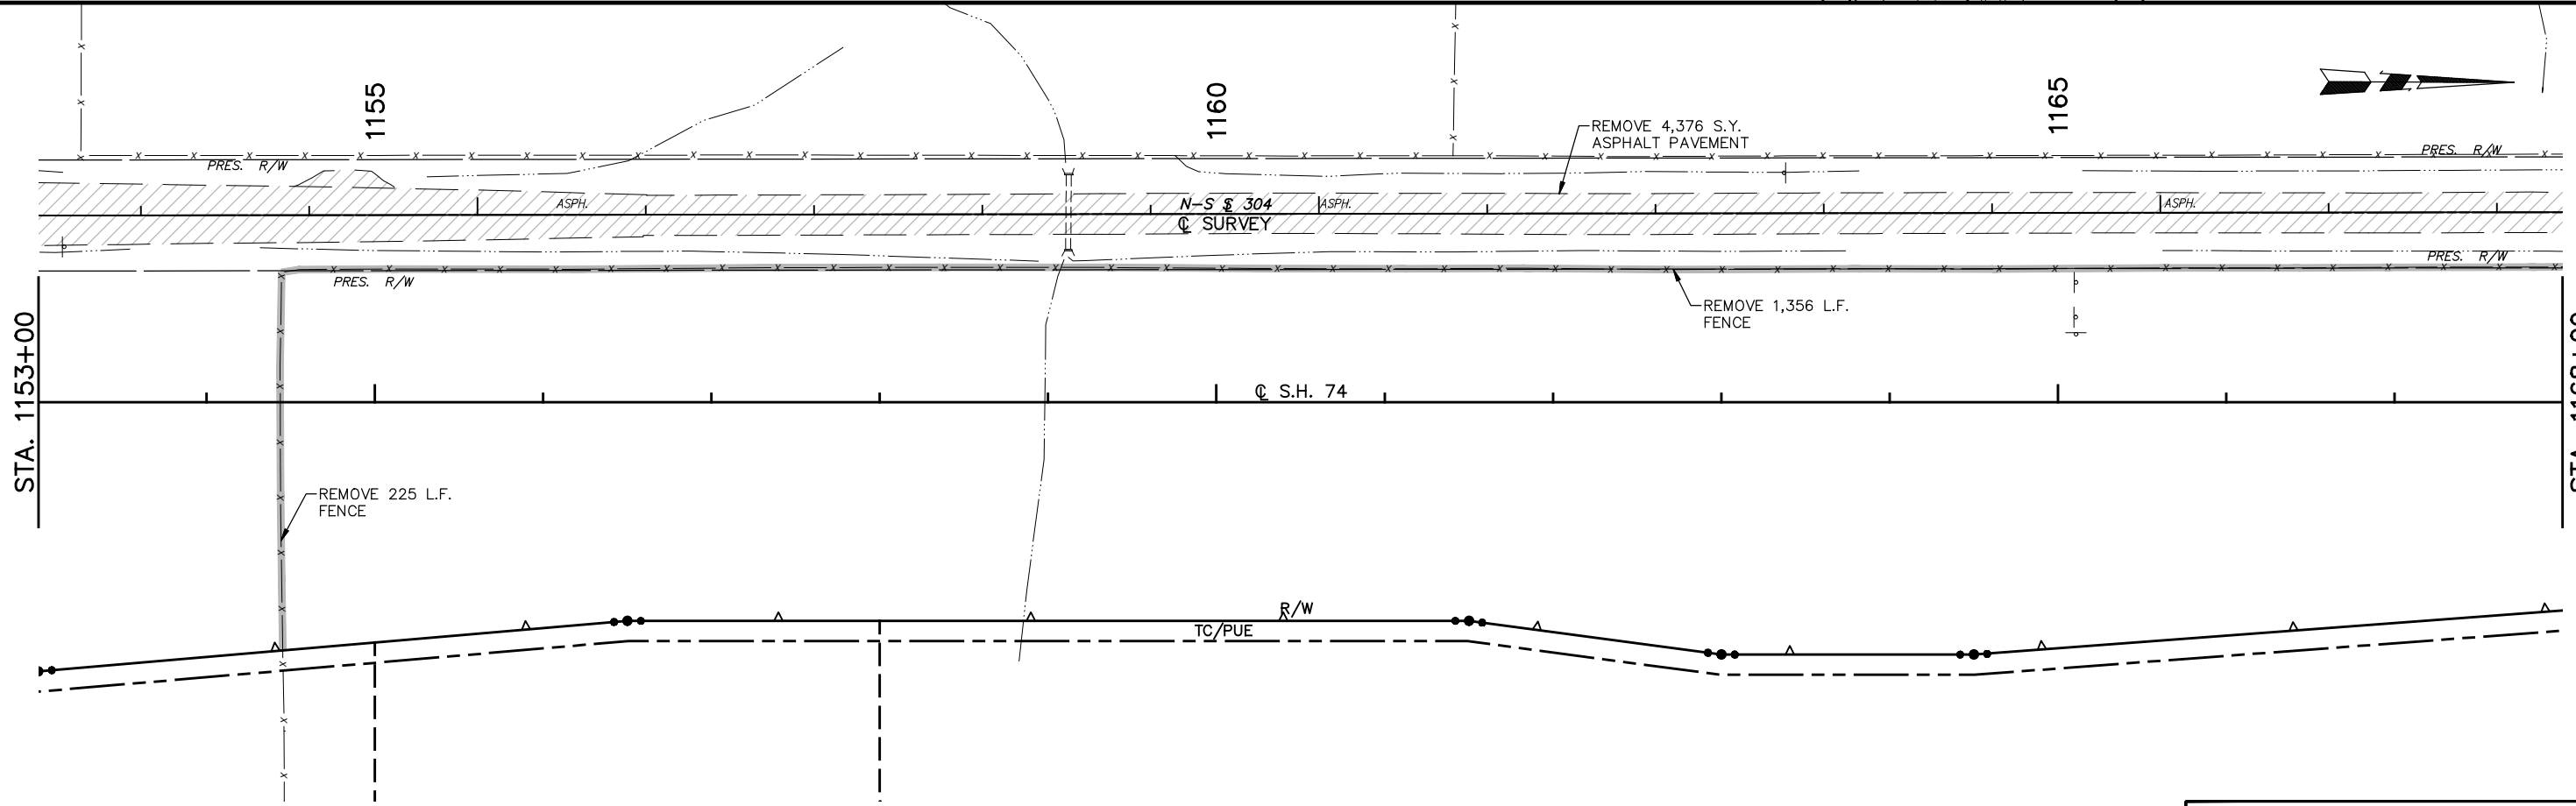 1155
1160
1165
REMOVE 4,376 S.Y.
ASPHALT PAVEMENT
PRES. R/W
PRES. R/W
ASPH.
N-S ℄ 304
ASPH.
ASPH.
℄ SURVEY
PRES. R/W
PRES. R/W
REMOVE 1,356 L.F.
FENCE
STA. 1153+00
℄ S.H. 74
REMOVE 225 L.F.
FENCE
R/W
TC/PUE